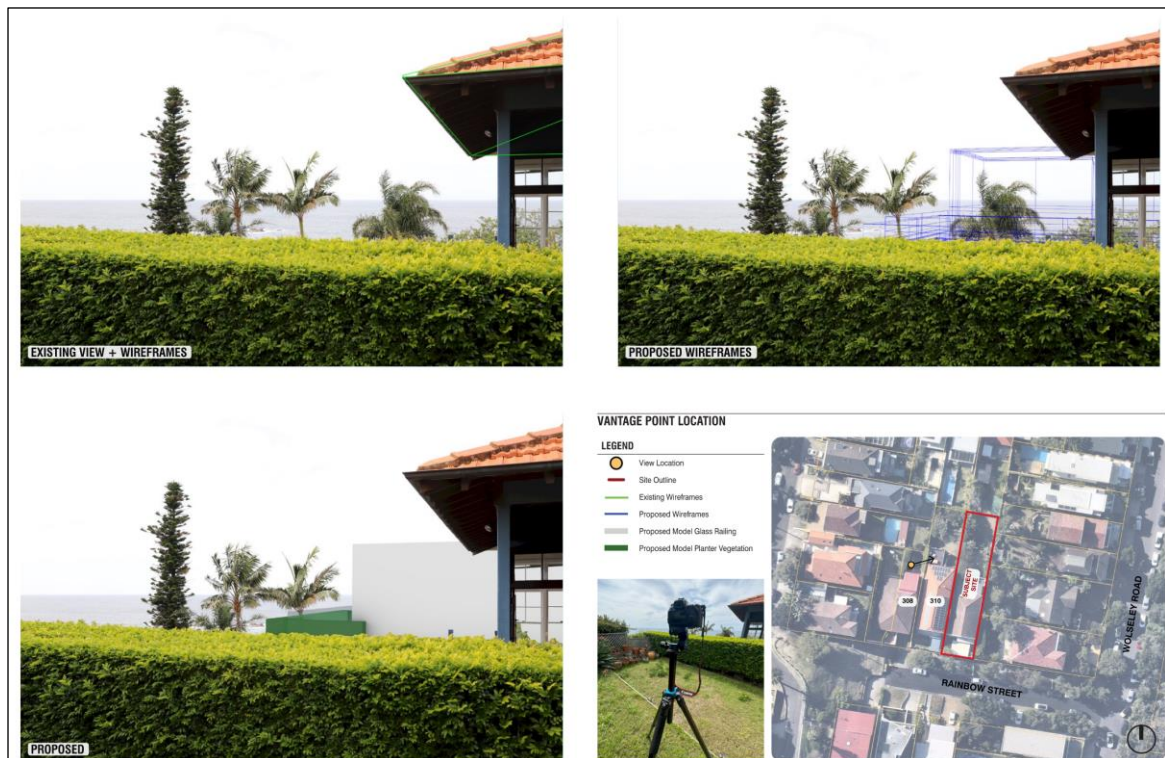 EXISTING VIEW + WIREFRAMES
PROPOSED WIREFRAMES
PROPOSED
VANTAGE POINT LOCATION
LEGEND
View Location
Site Outline
Existing Wireframes
Proposed Wireframes
Proposed Model Glass Railing
Proposed Model Planter Vegetation
308
310
SUBJECT
SITE
WOLSELEY ROAD
RAINBOW STREET